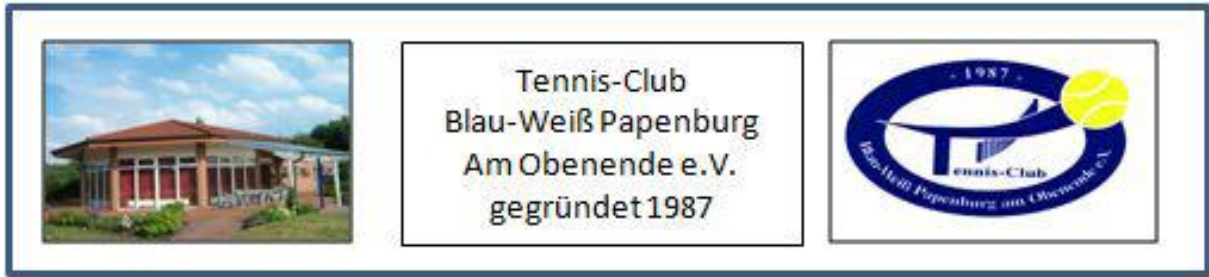 Tennis-Club
Blau-Weiß Papenburg
Am Obenende e.V.
gegründet 1987
- 1987 -
Tennis-Club
Blau-Weiß Papenburg am Obenende e.V.